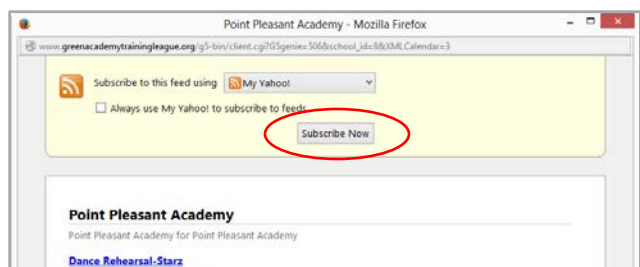 Point Pleasant Academy - Mozilla Firefox
www.greenacademytrainingleague.org/g5-bin/client.cgi?G5genie=506&school_id=8&XMLCalendar=3
Subscribe to this feed using My Yahoo!
Always use My Yahoo! to subscribe to feeds.
Subscribe Now
Point Pleasant Academy
Point Pleasant Academy for Point Pleasant Academy
Dance Rehearsal-Starz